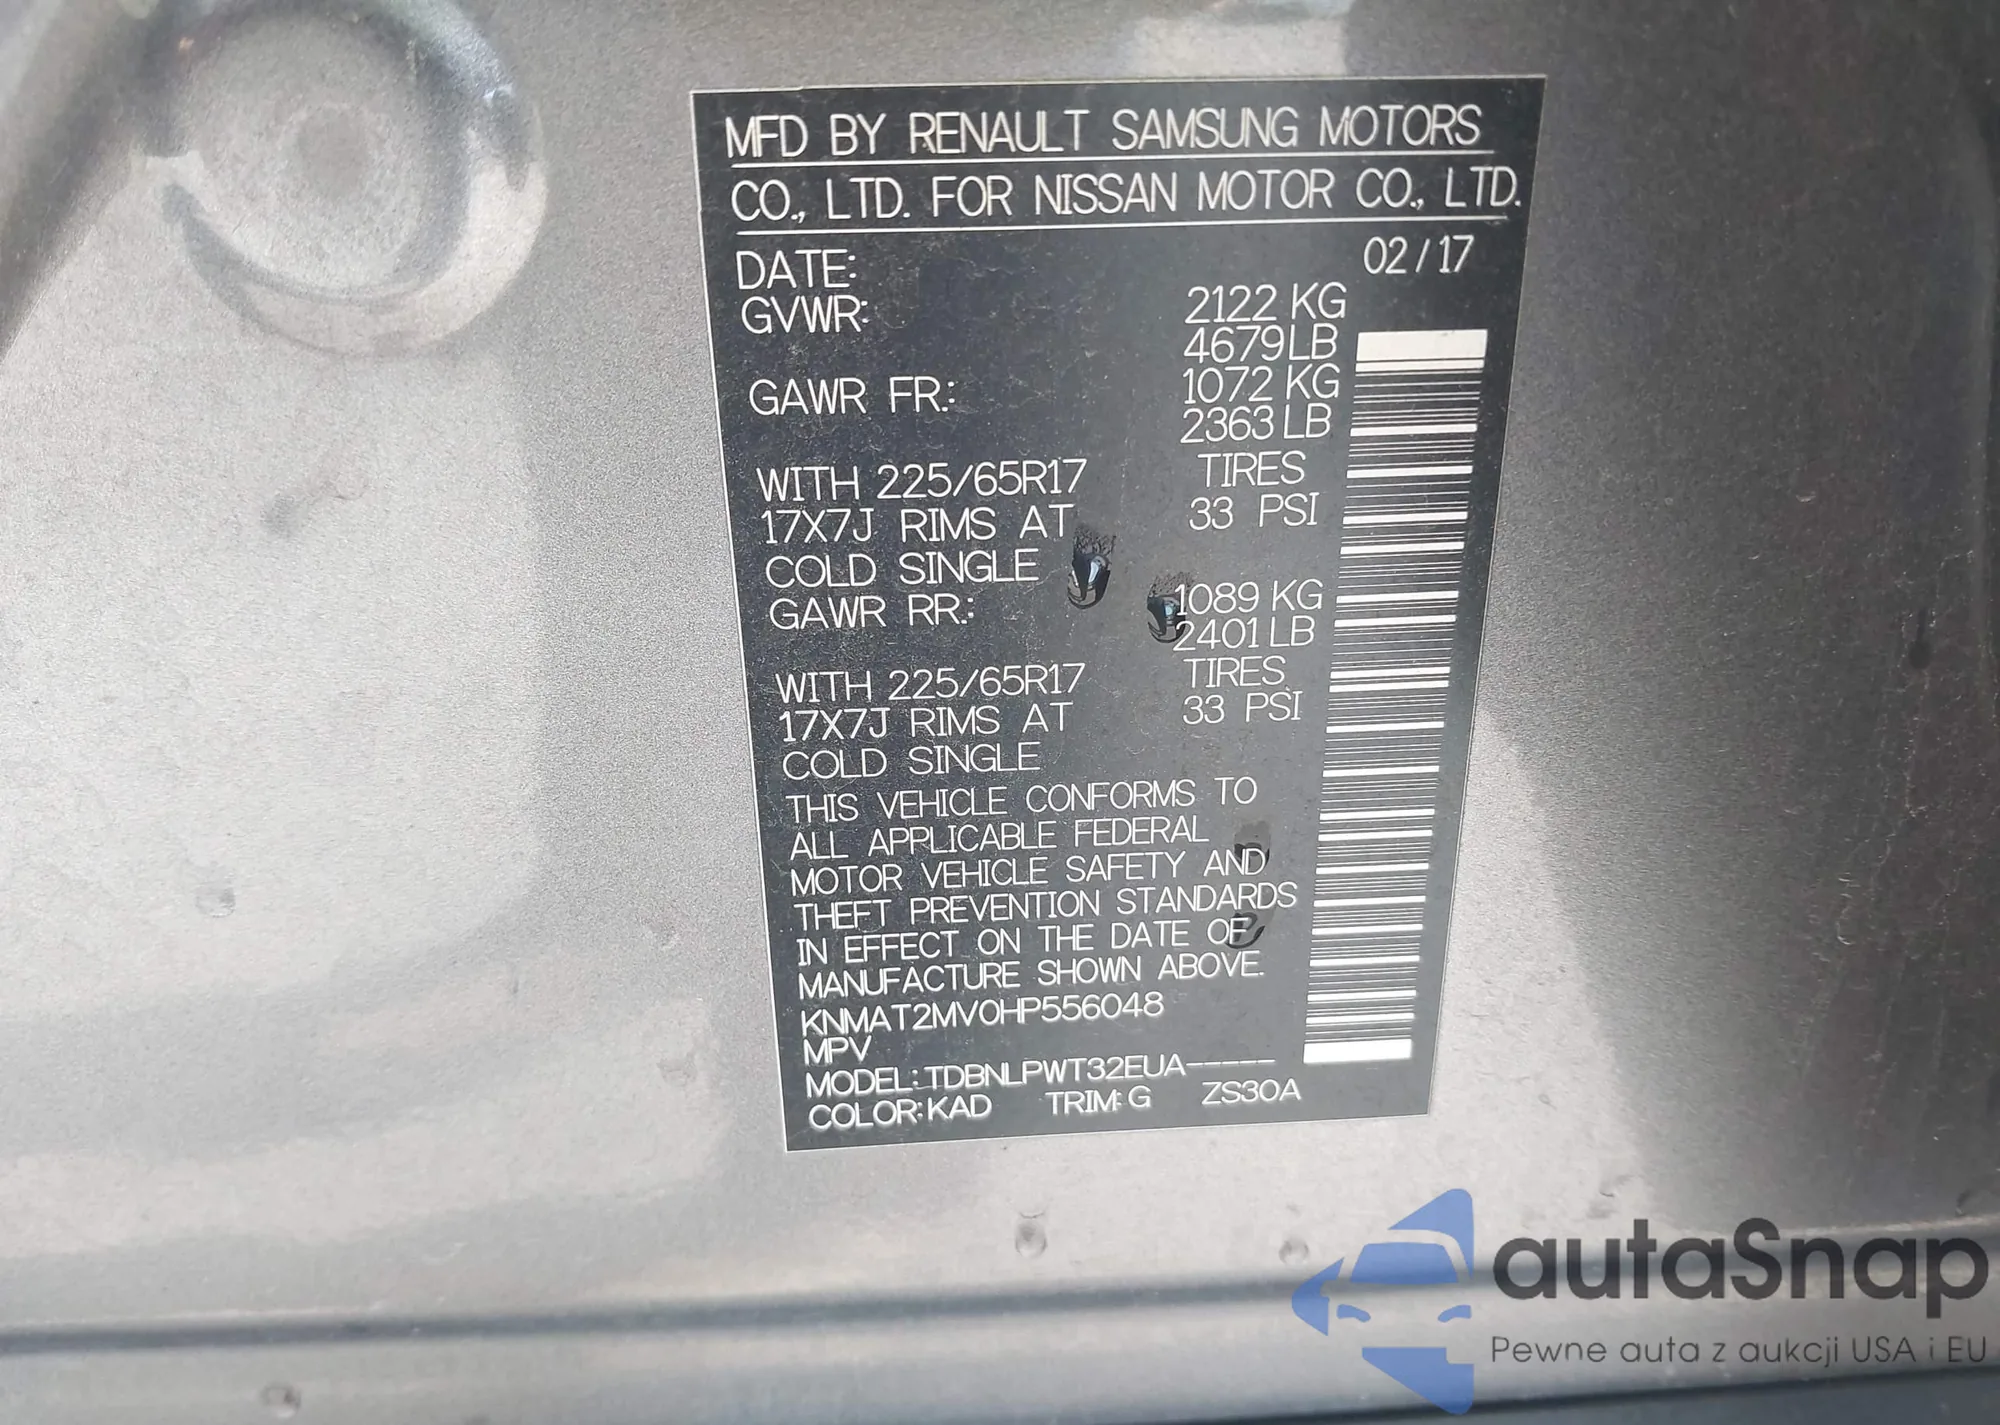 MFD BY RENAULT SAMSUNG MOTORS
CO., LTD. FOR NISSAN MOTOR CO., LTD.
DATE: 02/17
GVWR: 2122 KG
4679 LB
GAWR FR.: 1072 KG
2363 LB
WITH 225/65R17 TIRES
17X7J RIMS AT 33 PSI
COLD SINGLE
GAWR RR.: 1089 KG
2401 LB
WITH 225/65R17 TIRES
17X7J RIMS AT 33 PSI
COLD SINGLE
THIS VEHICLE CONFORMS TO
ALL APPLICABLE FEDERAL
MOTOR VEHICLE SAFETY AND
THEFT PREVENTION STANDARDS
IN EFFECT ON THE DATE OF
MANUFACTURE SHOWN ABOVE.
KNMAT2MV0HP556048
MPV
MODEL: TDBNLPWT32EUA-----
COLOR: KAD TRIM: G ZS30A
autaSnap
Pewne auta z aukcji USA i EU